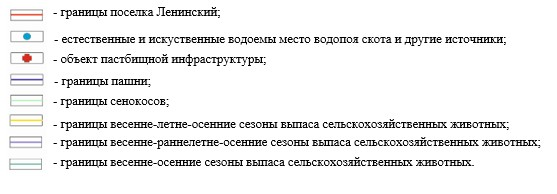 - границы поселка Ленинский;
- естественные и искуственные водоемы место водопоя скота и другие источники;
- объект пастбищной инфраструктуры;
- границы пашни;
- границы сенокосов;
- границы весенне-летне-осенние сезоны выпаса сельскохозяйственных животных;
- границы весенне-раннелетне-осенние сезоны выпаса сельскохозяйственных животных;
- границы весенне-осенние сезоны выпаса сельскохозяйственных животных.